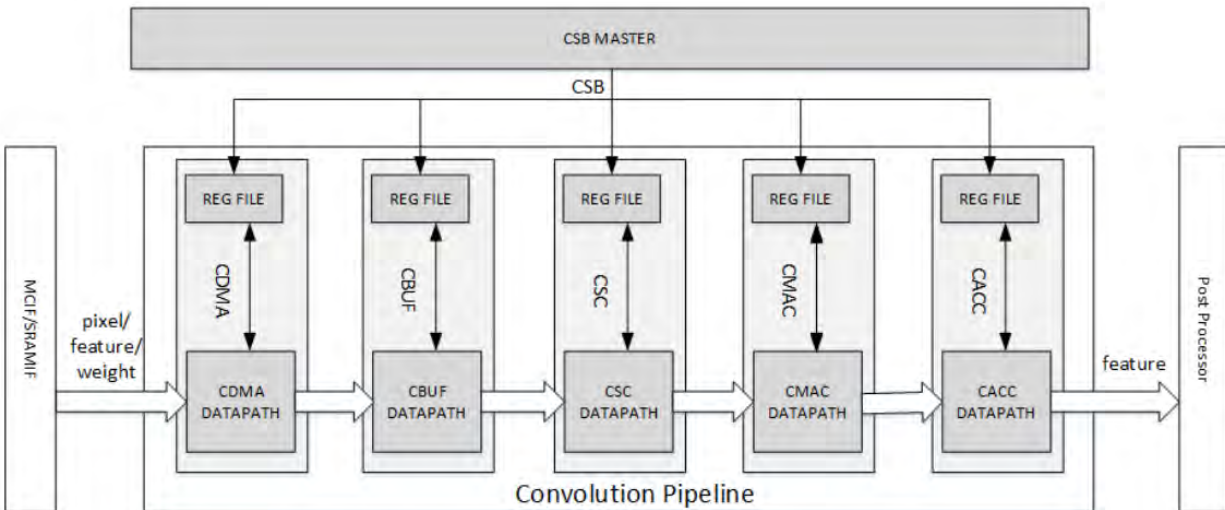 CSB MASTER
CSB
REG FILE
REG FILE
REG FILE
REG FILE
REG FILE
MCIF/SRAMIF
CDMA
CBUF
CSC
CMAC
CACC
Post Processor
pixel/
feature/
weight
feature
CDMA
DATAPATH
CBUF
DATAPATH
CSC
DATAPATH
CMAC
DATAPATH
CACC
DATAPATH
Convolution Pipeline